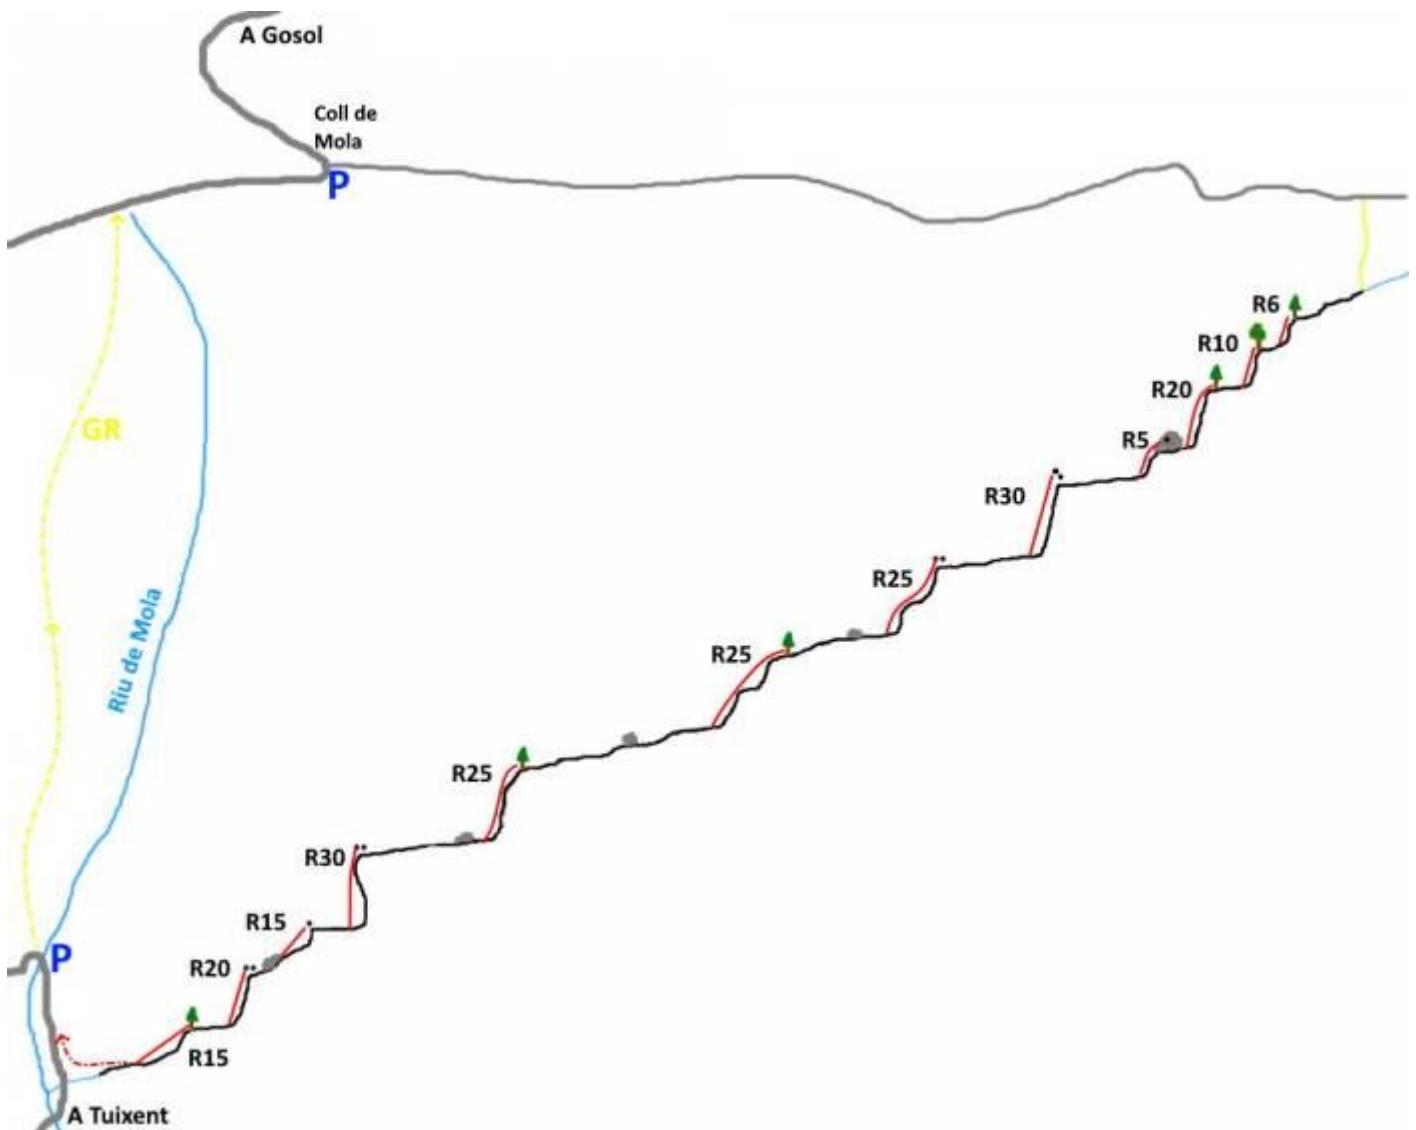 A Gosol
Coll de
Mola
P
R6
R10
R20
GR
R5
R30
R25
R25
Riu de Mola
R25
R30
R15
P
R20
R15
A Tuixent